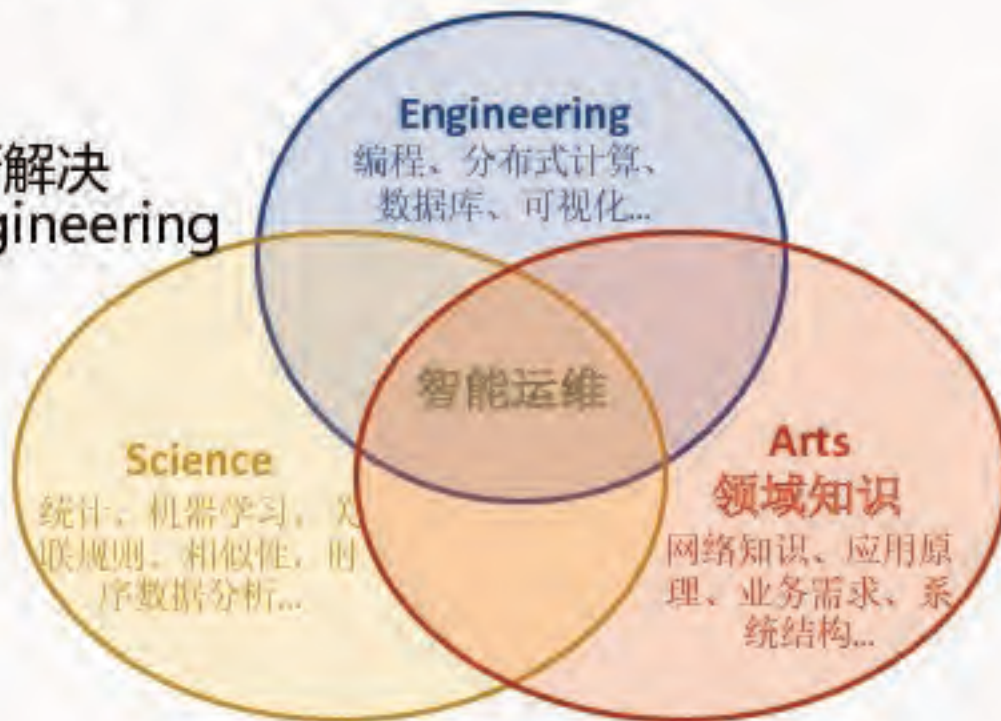 Engineering
编程、分布式计算、
数据库、可视化...
解决
gineering
智能运维
Science
统计、机器学习、关
联规则、相似性、时
序数据分析...
Arts
领域知识
网络知识、应用原
理、业务需求、系
统结构...